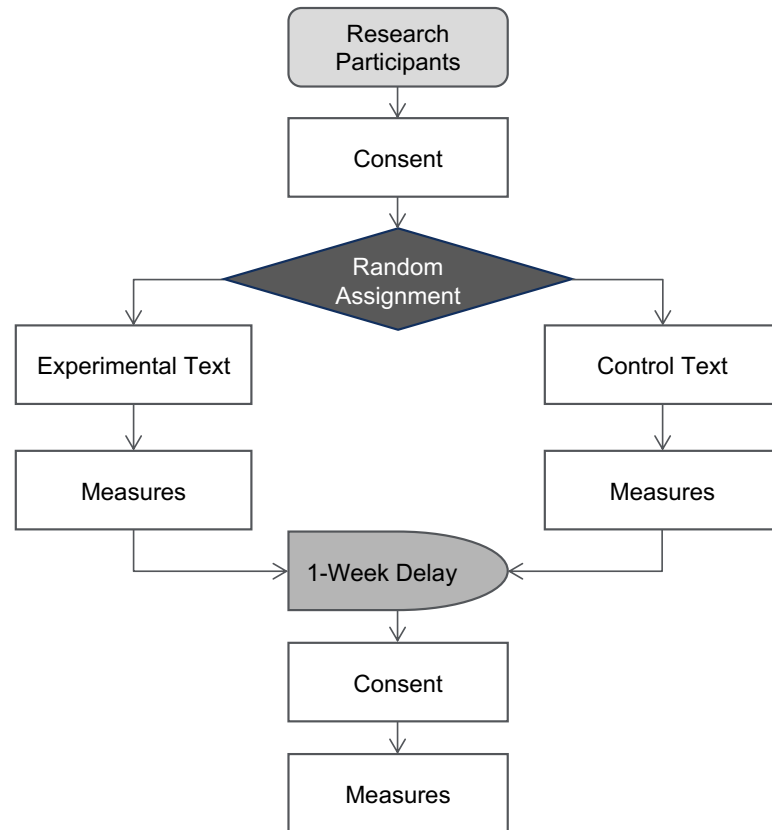 Research
Participants
Consent
Random
Assignment
Experimental Text
Control Text
Measures
Measures
1-Week Delay
Consent
Measures